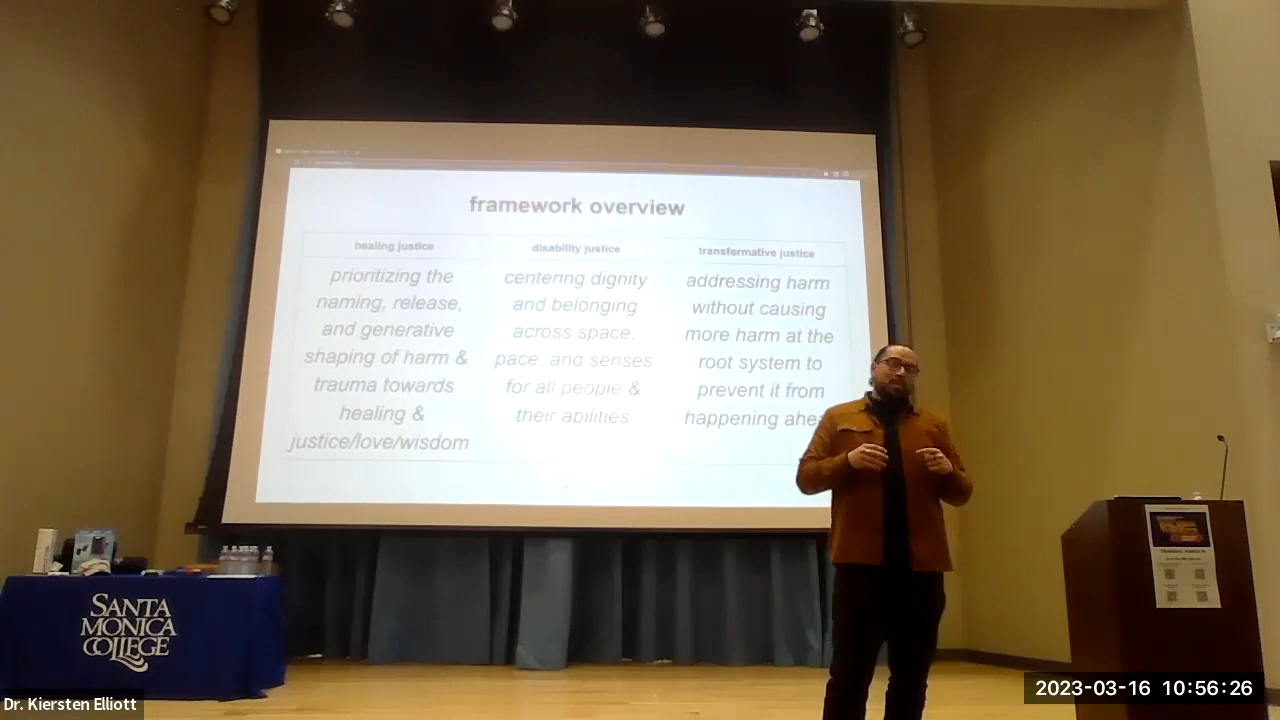 framework overview
healing justice
prioritizing the
naming, release,
and generative
shaping of harm &
trauma towards
healing &
justice/love/wisdom
disability justice
centering dignity
and belonging
across space,
pace, and senses
for all people &
their abilities
transformative justice
addressing harm
without causing
more harm at the
root system to
prevent it from
happening ahea
SANTA
MONICA
COLLEGE
Dr. Kiersten Elliott
2023-03-16 10:56:26